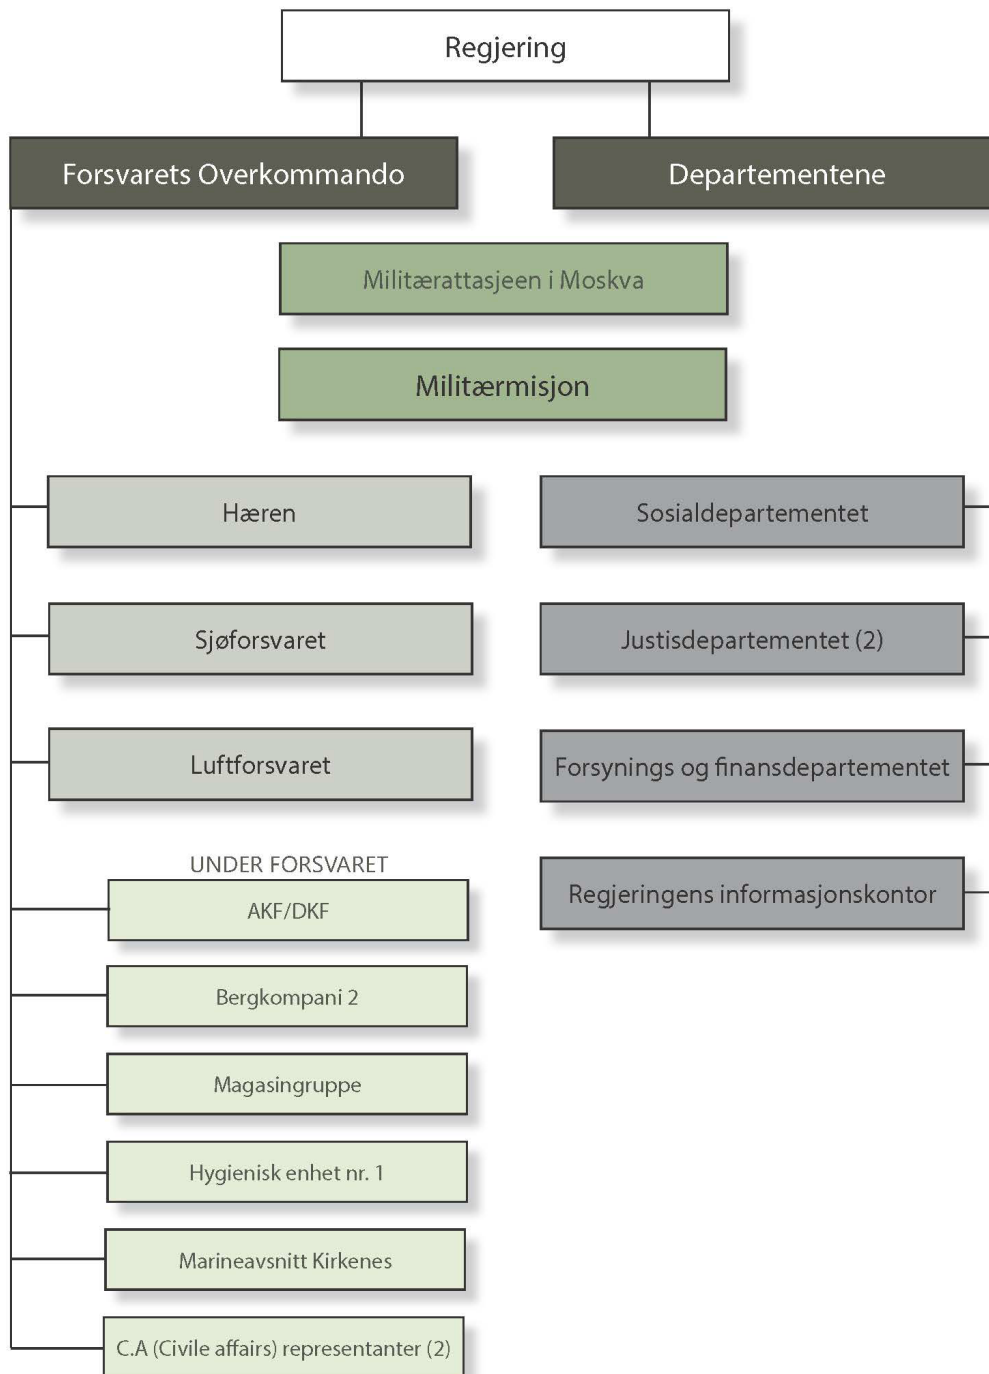 Regjering
Forsvarets Overkommando
Departementene
Militærattasjeen i Moskva
Militærmisjon
Hæren
Sjøforsvaret
Luftforsvaret
UNDER FORSVARET
AKF/DKF
Bergkompani 2
Magasingruppe
Hygienisk enhet nr. 1
Marineavsnitt Kirkenes
C.A (Civile affairs) representanter (2)
Sosialdepartementet
Justisdepartementet (2)
Forsynings og finansdepartementet
Regjeringens informasjonskontor